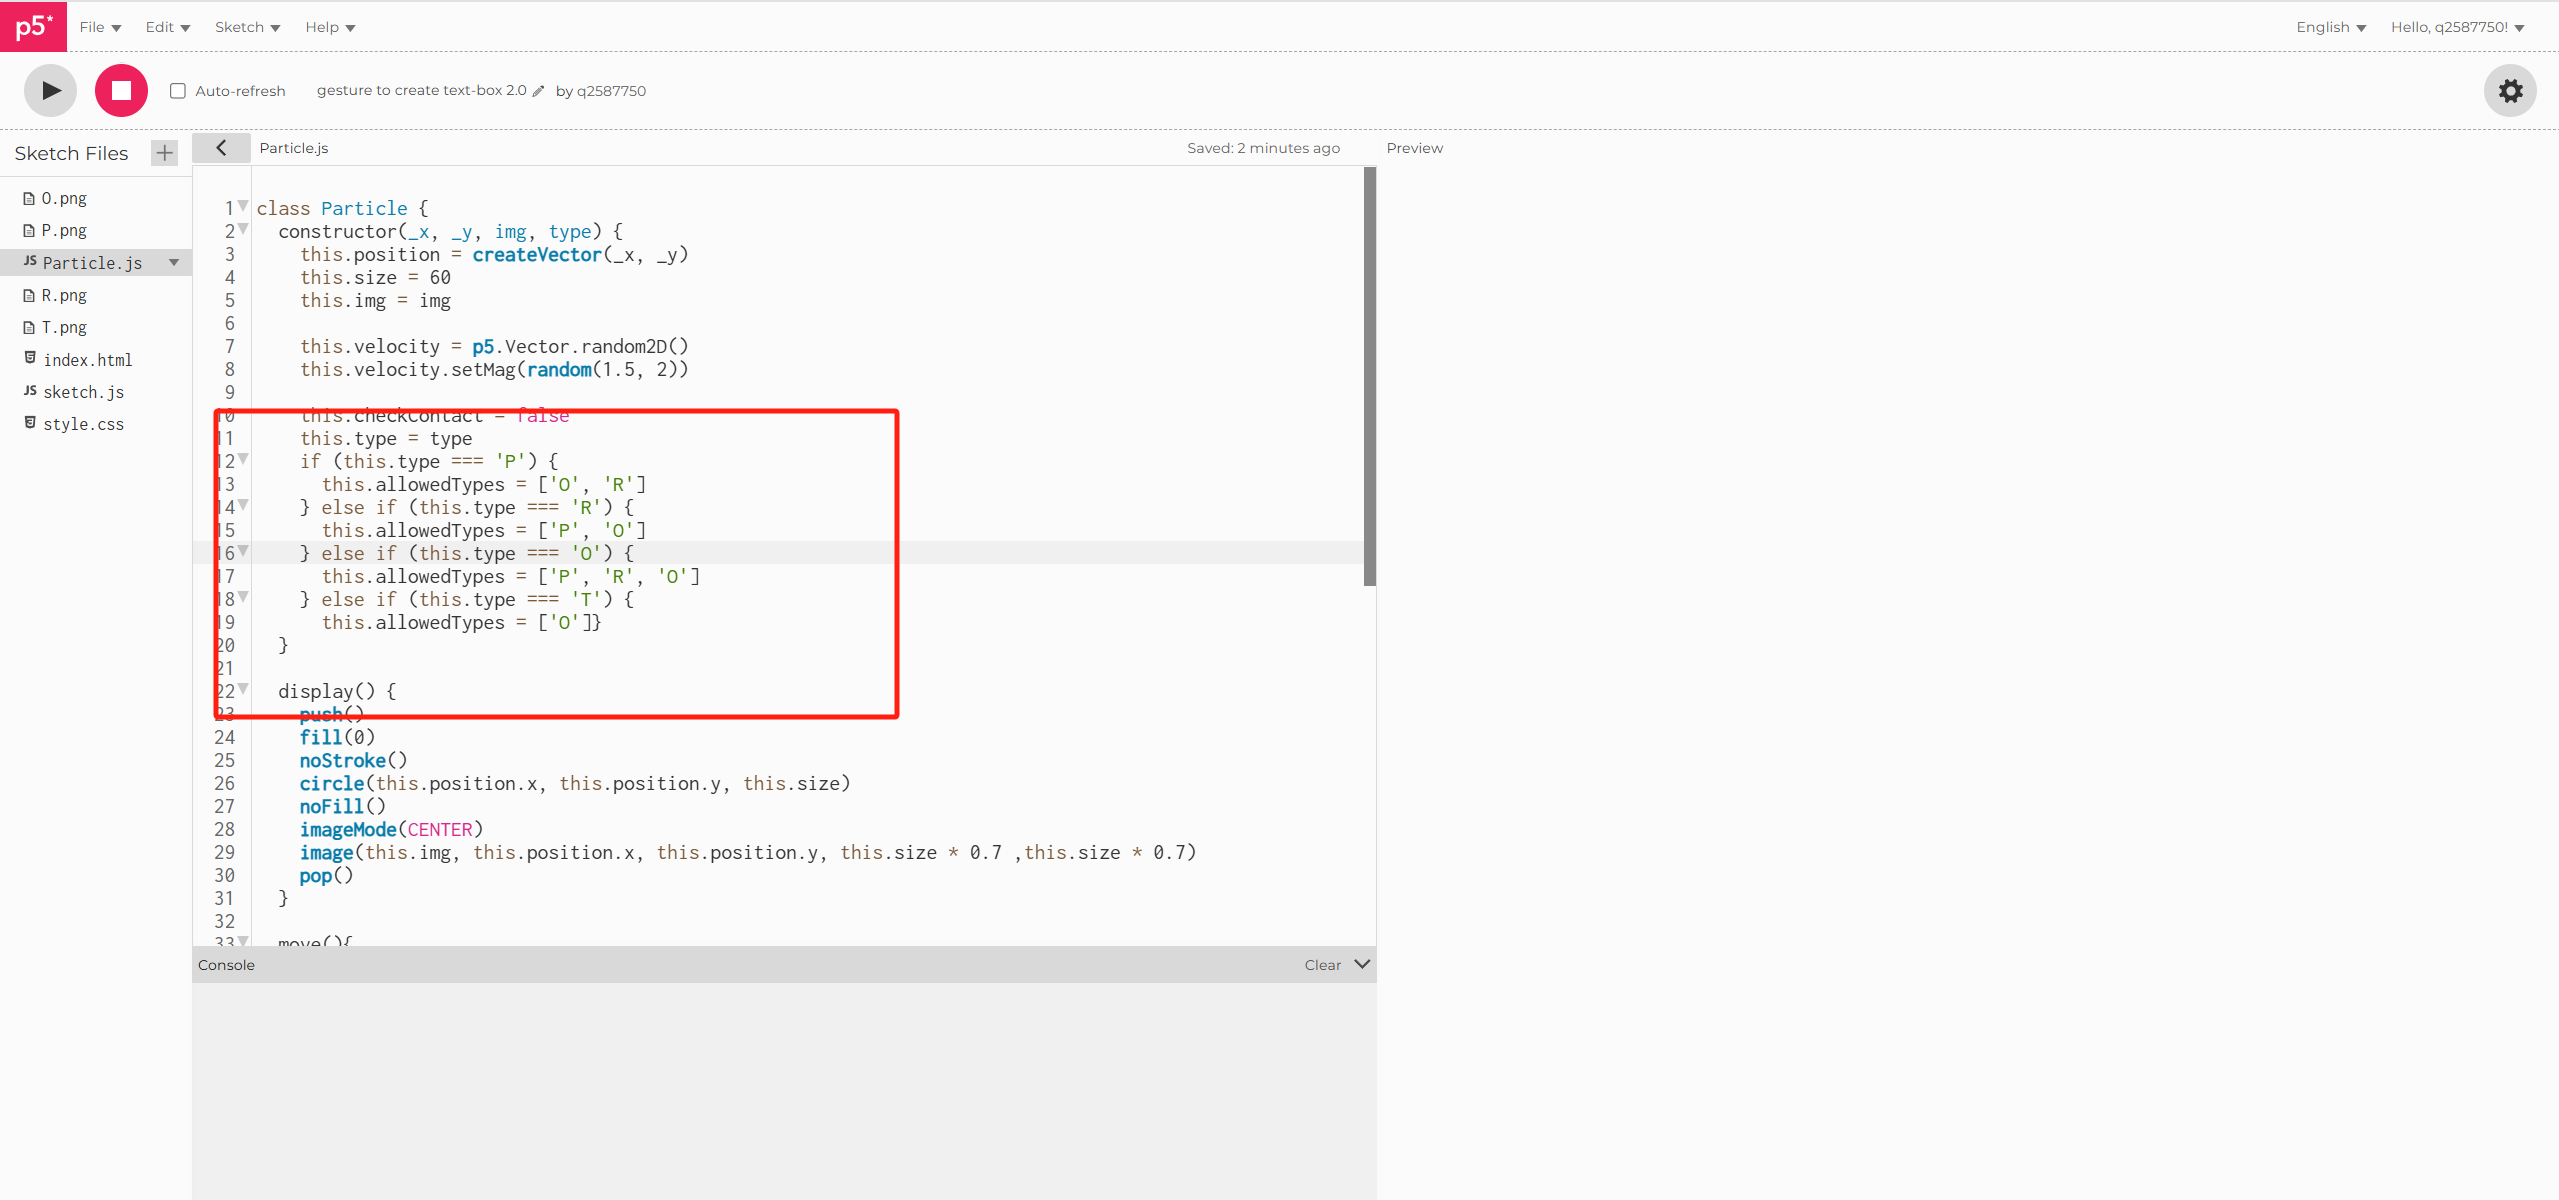 p5* File Edit Sketch Help English Hello, q2587750!
Auto-refresh gesture to create text-box 2.0 by q2587750
Sketch Files + Particle.js Saved: 2 minutes ago Preview
O.png
P.png
JS Particle.js
R.png
T.png
index.html
JS sketch.js
style.css
1 class Particle {
2 constructor(_x, _y, img, type) {
3 this.position = createVector(_x, _y)
4 this.size = 60
5 this.img = img
6
7 this.velocity = p5.Vector.random2D()
8 this.velocity.setMag(random(1.5, 2))
9
10 this.checkContact = false
11 this.type = type
12 if (this.type === 'P') {
13 this.allowedTypes = ['O', 'R']
14 } else if (this.type === 'R') {
15 this.allowedTypes = ['P', 'O']
16 } else if (this.type === 'O') {
17 this.allowedTypes = ['P', 'R', 'O']
18 } else if (this.type === 'T') {
19 this.allowedTypes = ['O']}
20 }
21
22 display() {
23 push()
24 fill(0)
25 noStroke()
26 circle(this.position.x, this.position.y, this.size)
27 noFill()
28 imageMode(CENTER)
29 image(this.img, this.position.x, this.position.y, this.size * 0.7 ,this.size * 0.7)
30 pop()
31 }
32
33 move(){
Console Clear